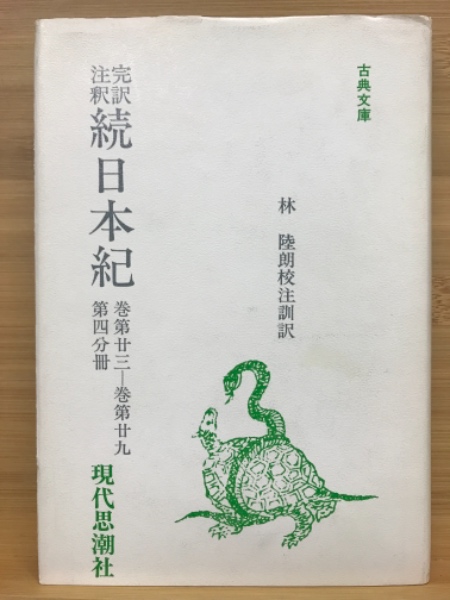 古典文庫
林 陸朗校注訓訳
完訳
注釈
続日本紀
巻第廿三―巻第廿九
第四分冊
現代思潮社